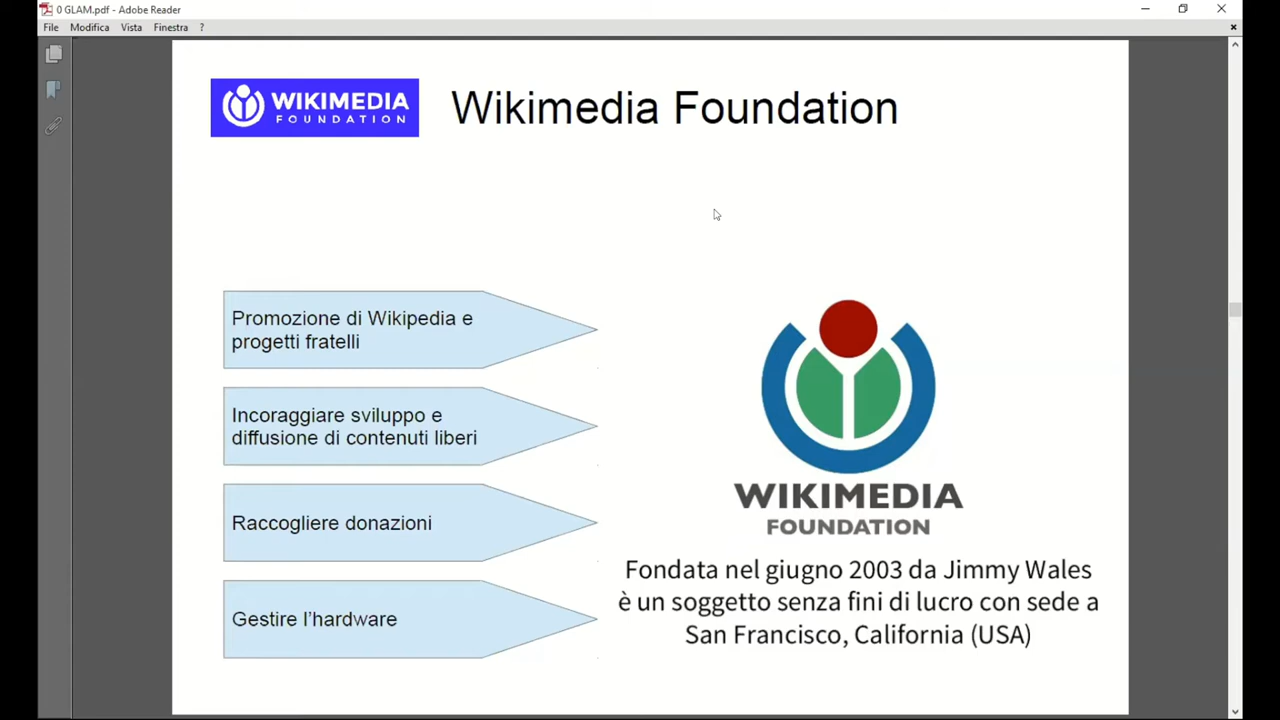 0 GLAM.pdf - Adobe Reader
File Modifica Vista Finestra ?
WIKIMEDIA
FOUNDATION
Wikimedia Foundation
Promozione di Wikipedia e
progetti fratelli
Incoraggiare sviluppo e
diffusione di contenuti liberi
Raccogliere donazioni
Gestire l'hardware
WIKIMEDIA
FOUNDATION
Fondata nel giugno 2003 da Jimmy Wales
è un soggetto senza fini di lucro con sede a
San Francisco, California (USA)